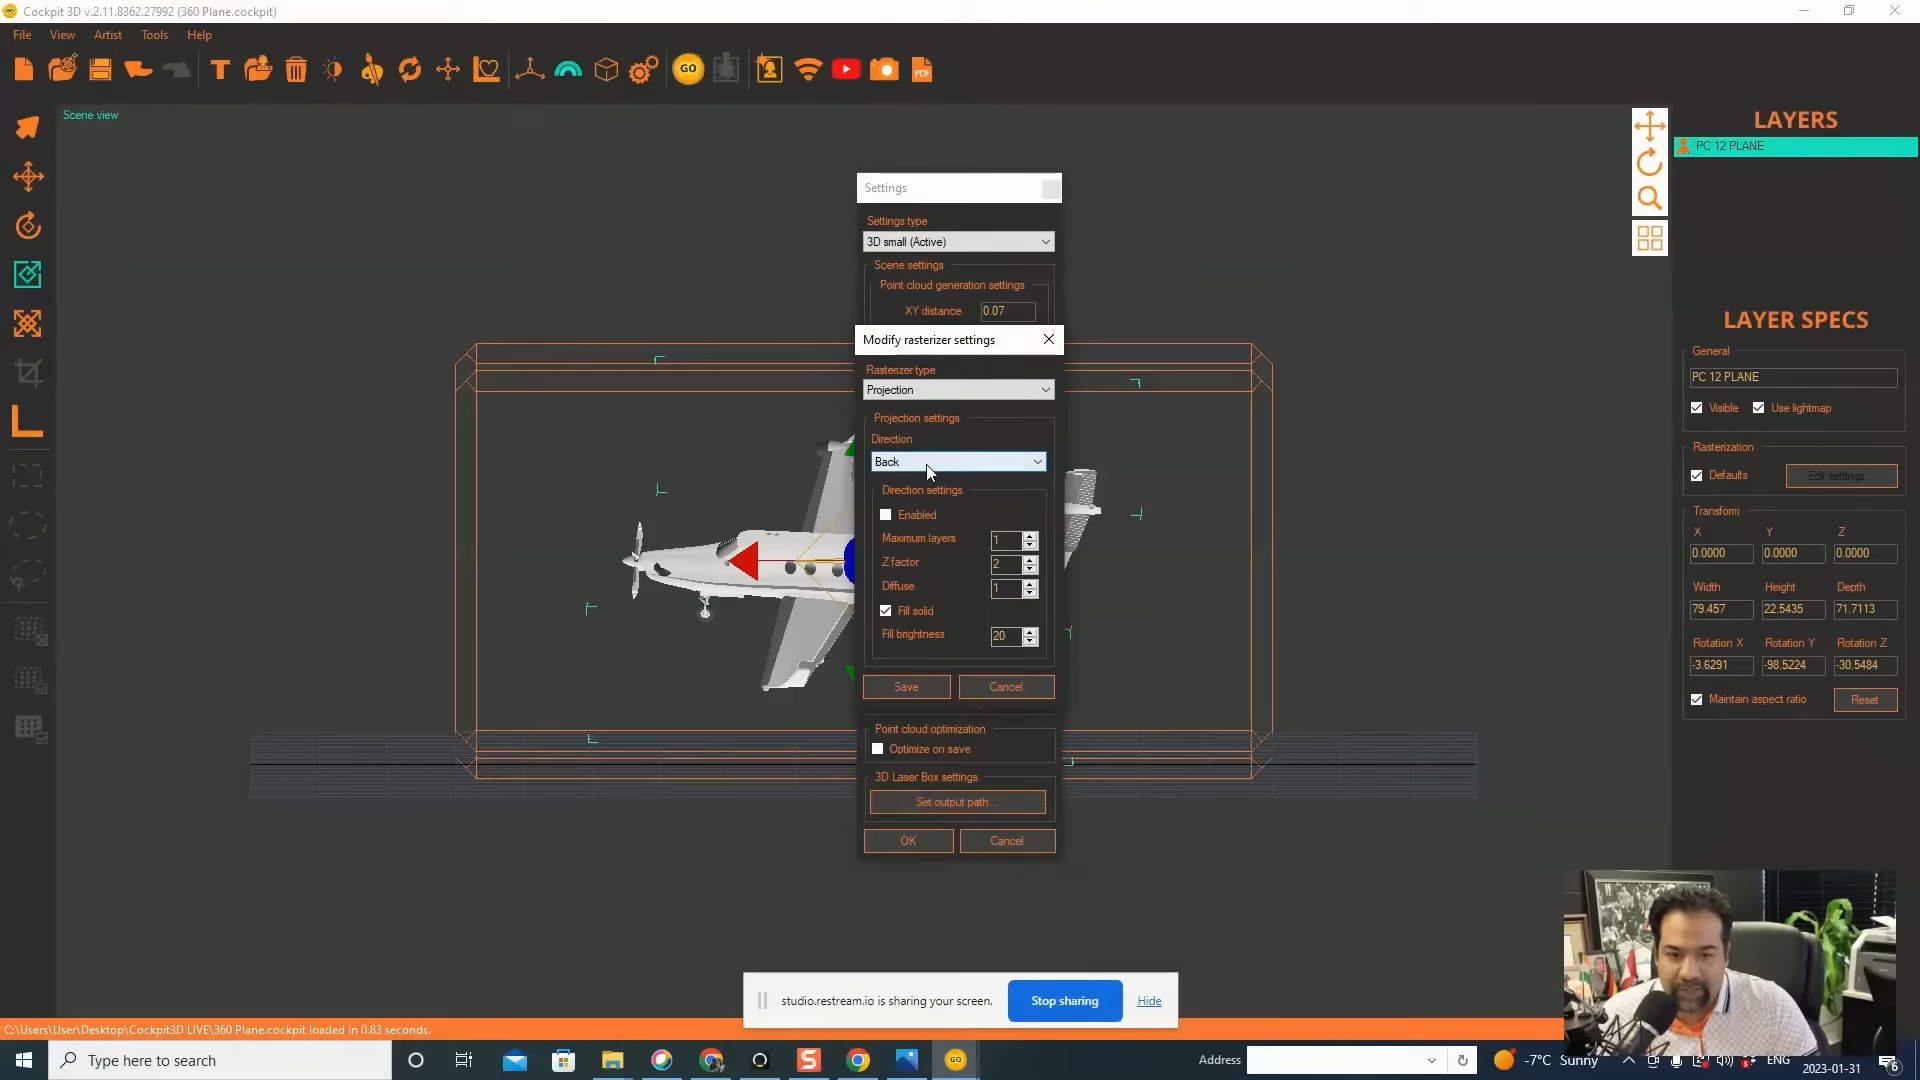 Cockpit 3D v.2.11.8362.27992 (360 Plane.cockpit)
File View Artist Tools Help
GO
PDF
Scene view
LAYERS
PC 12 PLANE
Settings
Settings type
3D small (Active)
Scene settings
Point cloud generation settings
XY distance 0.07
Modify rasterizer settings
Rasterizer type
Projection
Projection settings
Direction
Back
Direction settings
Enabled
Maximum layers 1
Z factor 2
Diffuse 1
Fill solid
Fill brightness 20
Save Cancel
Point cloud optimization
Optimize on save
3D Laser Box settings
Set output path...
OK Cancel
LAYER SPECS
General
PC 12 PLANE
Visible Use lightmap
Rasterization
Defaults Edit settings...
Transform
X Y Z
0.0000 0.0000 0.0000
Width Height Depth
79.457 22.5435 71.7113
Rotation X Rotation Y Rotation Z
-3.6291 -98.5224 -30.5484
Maintain aspect ratio Reset
studio.restream.io is sharing your screen. Stop sharing Hide
C:\Users\User\Desktop\Cockpit3D LIVE\360 Plane.cockpit loaded in 0.83 seconds.
Type here to search
S
GO
Address
-7°C Sunny
ENG
2023-01-31
6